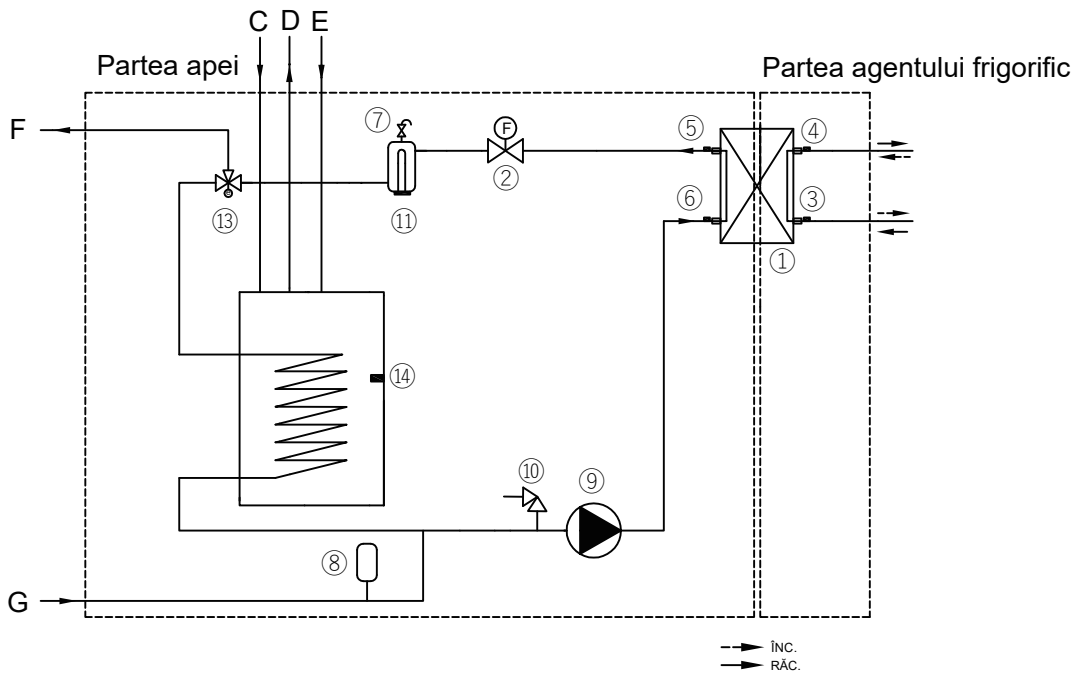 C D E
Partea apei
Partea agentului frigorific
F
⑦
F
②
⑤
④
⑥
③
⑬
⑪
①
⑭
⑩
⑨
⑧
G
ÎNC.
RĂC.